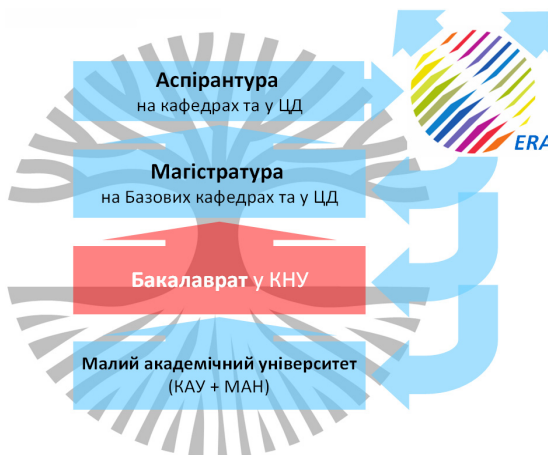 Аспірантура
на кафедрах та у ЦД
ERA
Магістратура
на Базових кафедрах та у ЦД
Бакалаврат у КНУ
Малий академічний університет
(КАУ + МАН)